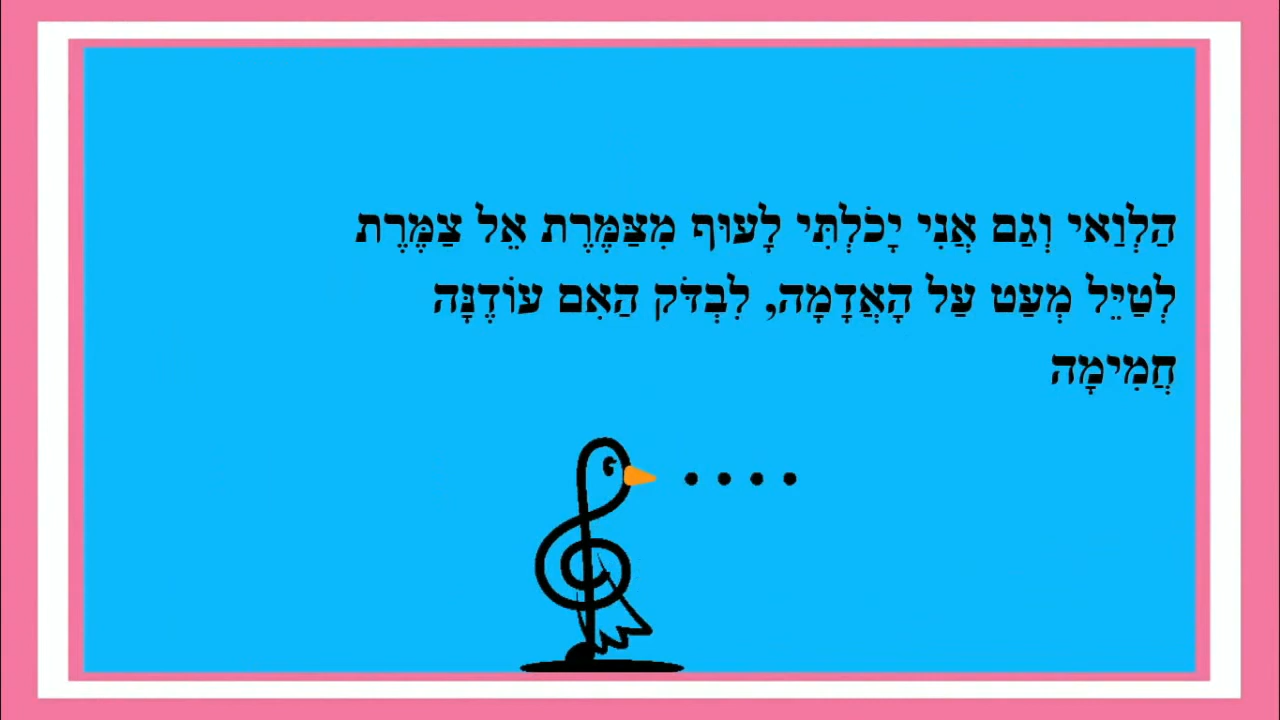 הַלְוַאי וְגַם אֲנִי יָכֹלְתִּי לָעוּף מִצַּמֶּרֶת אֵל צַמֶּרֶת
לְטַיֵּל מְעַט עַל הָאֲדָמָה, לִבְדֹּק הַאִם עוֹדֶנָּה
חֲמִימָה